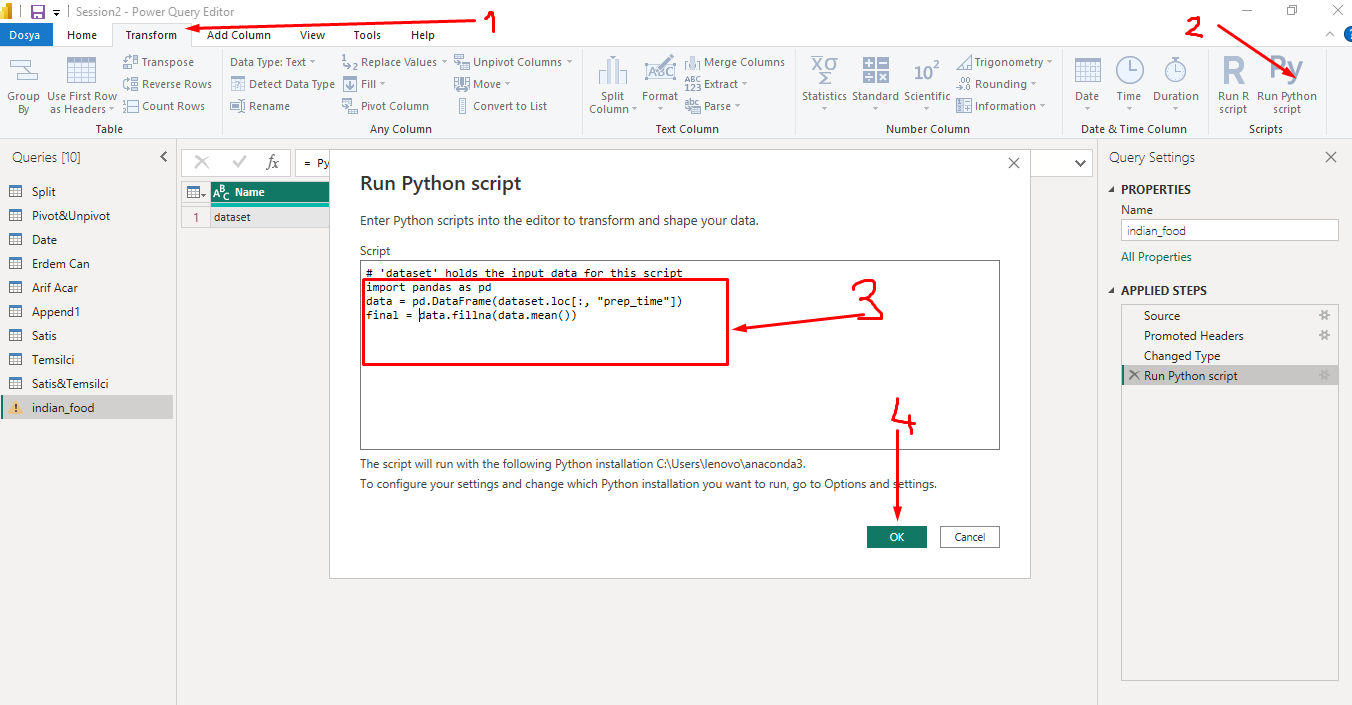 Session2 - Power Query Editor
Dosya Home Transform Add Column View Tools Help
1
2
Group By
Use First Row as Headers
Transpose
Reverse Rows
Count Rows
Table
Data Type: Text
Detect Data Type
Rename
Replace Values
Fill
Pivot Column
Unpivot Columns
Move
Convert to List
Any Column
Split Column
Format
Merge Columns
Extract
Parse
Text Column
Statistics
Standard
Scientific
Trigonometry
Rounding
Information
Number Column
Date
Time
Duration
Date & Time Column
Run R script
Run Python script
Scripts
Queries [10]
Split
Pivot&Unpivot
Date
Erdem Can
Arif Acar
Append1
Satis
Temsilci
Satis&Temsilci
indian_food
fx
= Py
Name
1 dataset
Run Python script
Enter Python scripts into the editor to transform and shape your data.
Script
# 'dataset' holds the input data for this script
import pandas as pd
data = pd.DataFrame(dataset.loc[:, "prep_time"])
final = data.fillna(data.mean())
3
4
The script will run with the following Python installation C:\Users\lenovo\anaconda3.
To configure your settings and change which Python installation you want to run, go to Options and settings.
OK Cancel
Query Settings
PROPERTIES
Name
indian_food
All Properties
APPLIED STEPS
Source
Promoted Headers
Changed Type
Run Python script